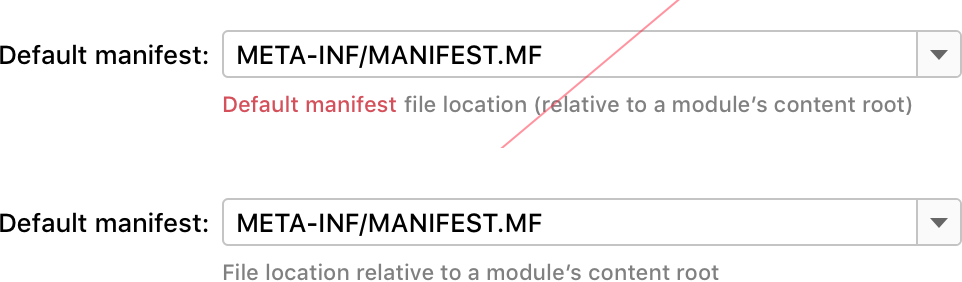 Default manifest: META-INF/MANIFEST.MF
Default manifest file location (relative to a module’s content root)
Default manifest: META-INF/MANIFEST.MF
File location relative to a module’s content root